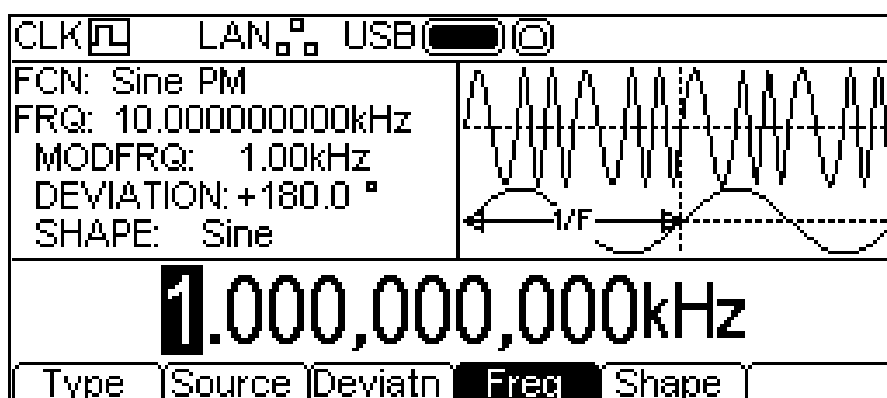 CLK LAN USB
FCN: Sine PM
FRQ: 10.000000000kHz
MODFRQ: 1.00kHz
DEVIATION:+180.0 °
SHAPE: Sine
1/F
1.000,000,000kHz
Type Source Deviatn Freq Shape